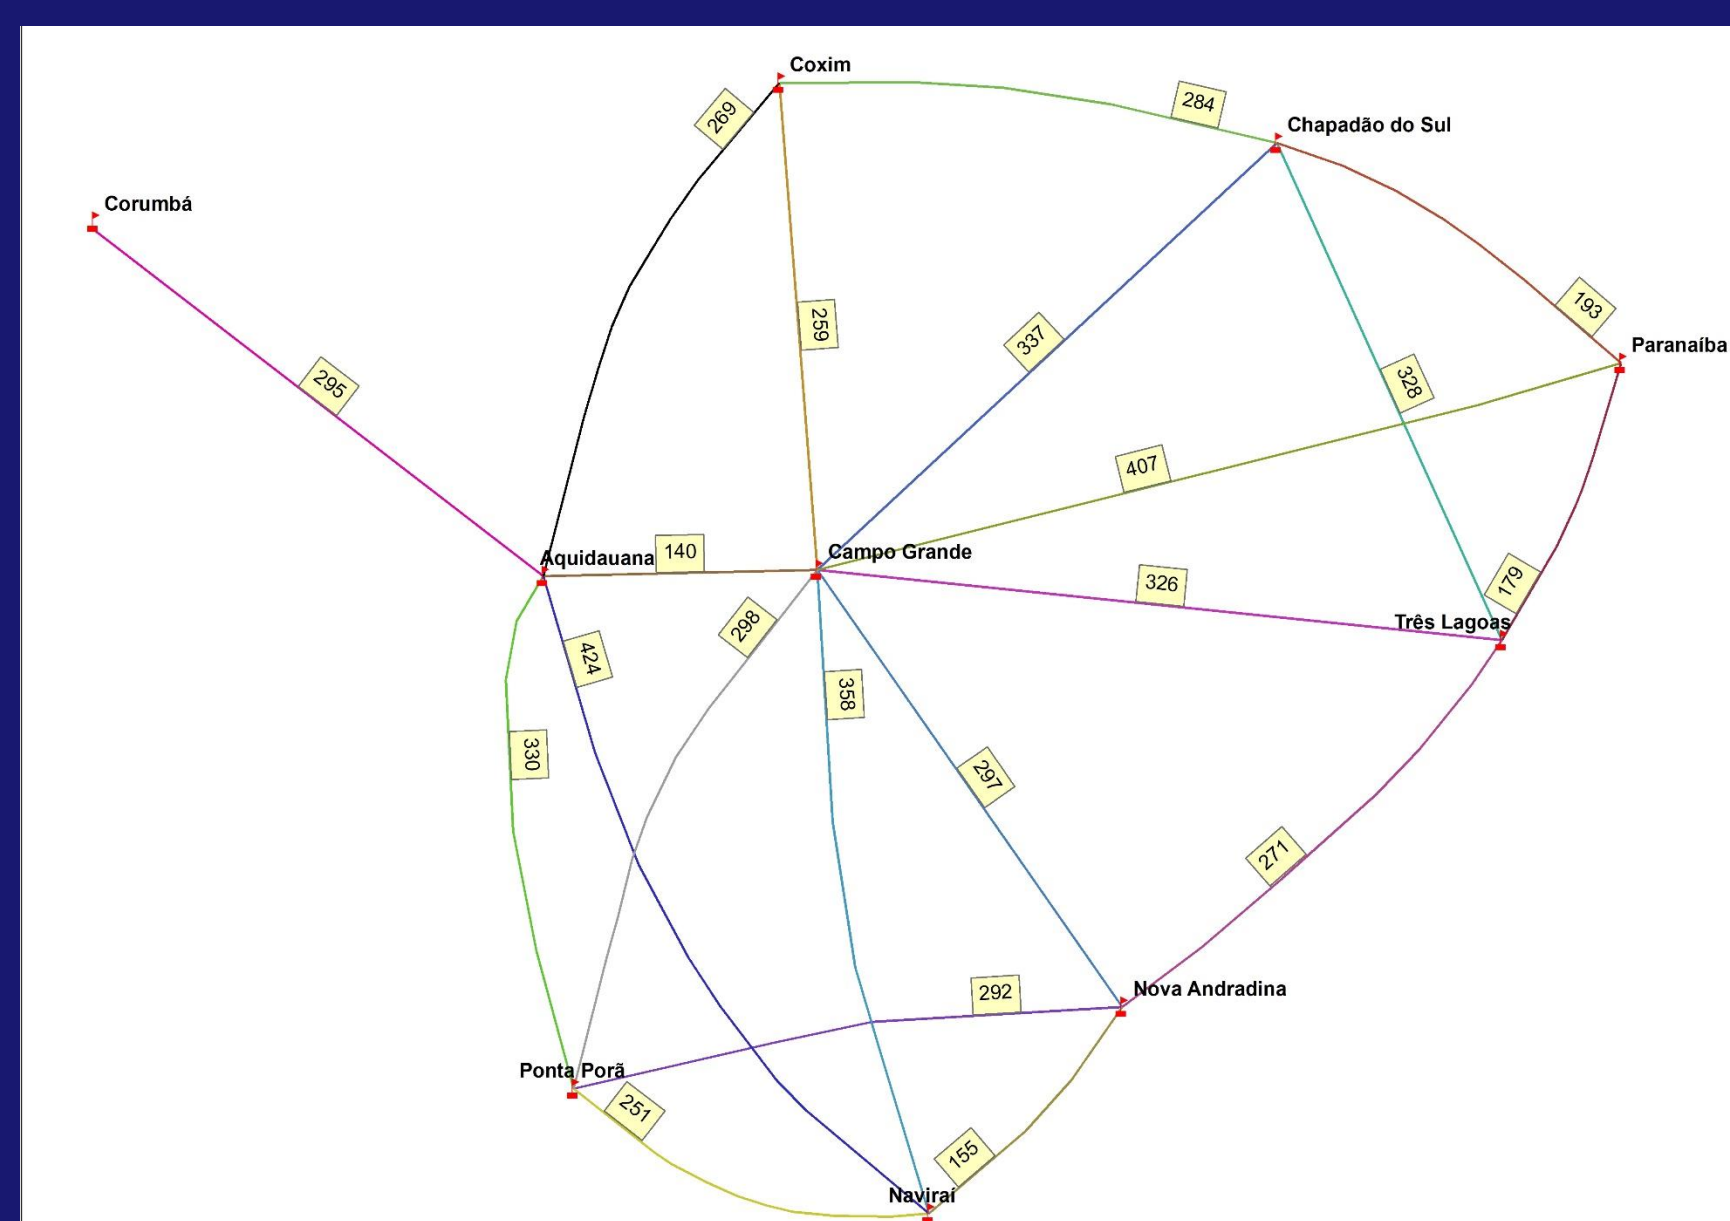 Coxim
284
269
Chapadão do Sul
Corumbá
193
259
337
Paranaíba
295
328
407
Aquidauana
140
Campo Grande
326
179
Três Lagoas
298
424
358
330
297
271
292
Nova Andradina
Ponta Porã
251
155
Naviraí